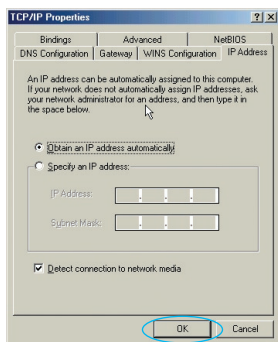 TCP/IP Properties
Bindings Advanced NetBIOS
DNS Configuration Gateway WINS Configuration IP Address
An IP address can be automatically assigned to this computer.
If your network does not automatically assign IP addresses, ask
your network administrator for an address, and then type it in
the space below.
Obtain an IP address automatically
Specify an IP address:
IP Address:
Subnet Mask:
Detect connection to network media
OK Cancel